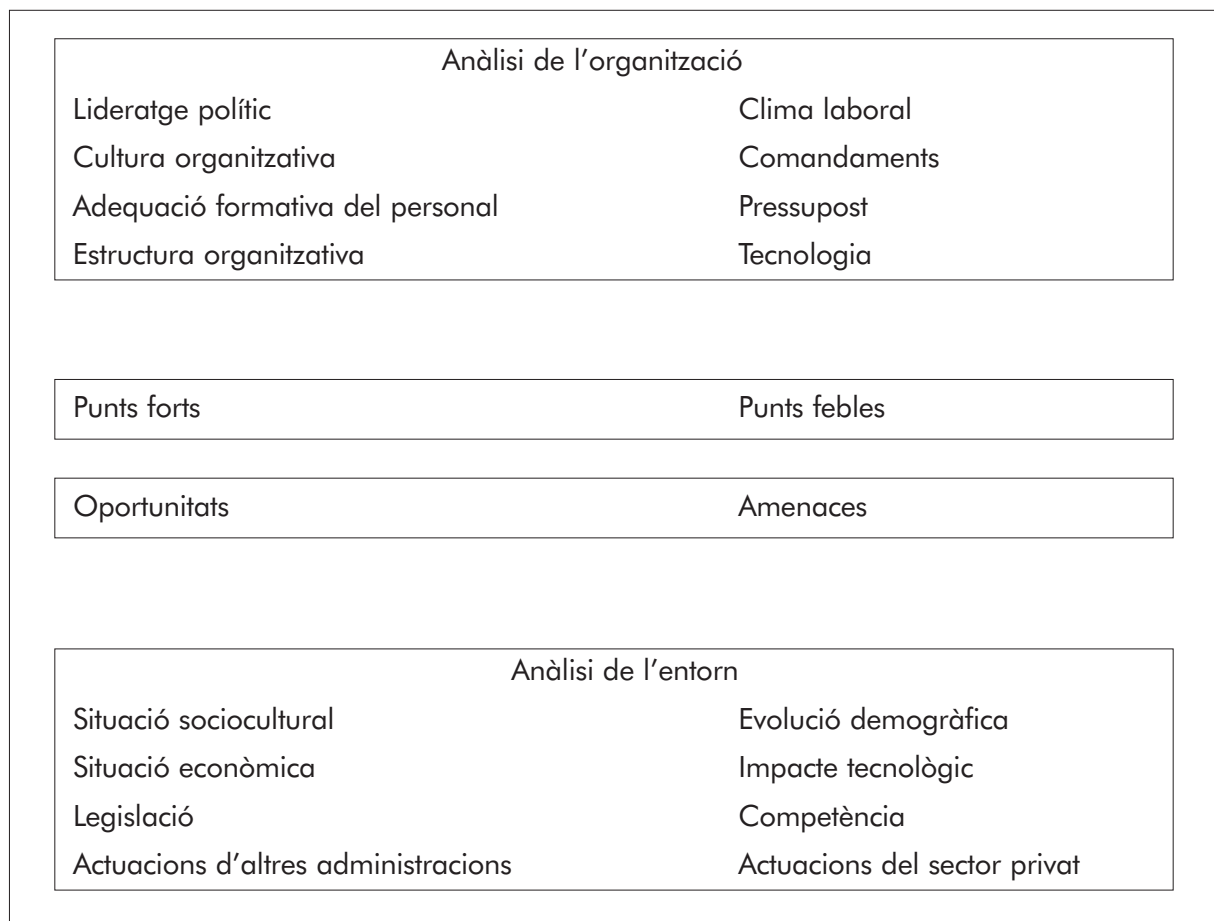 Anàlisi de l'organització
Lideratge polític Clima laboral
Cultura organitzativa Comandaments
Adequació formativa del personal Pressupost
Estructura organitzativa Tecnologia
Punts forts Punts febles
Oportunitats Amenaces
Anàlisi de l'entorn
Situació sociocultural Evolució demogràfica
Situació econòmica Impacte tecnològic
Legislació Competència
Actuacions d'altres administracions Actuacions del sector privat